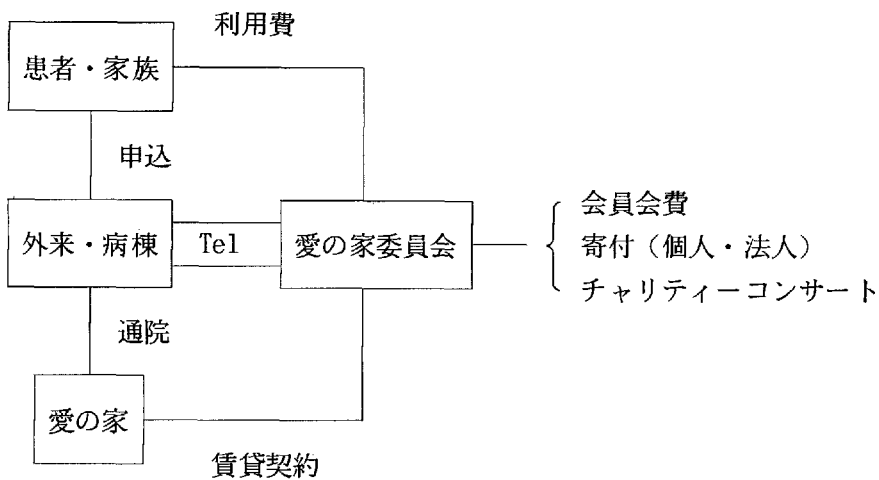 利用費
患者・家族
申込
外来・病棟
Tel
愛の家委員会
会員会費
寄付（個人・法人）
チャリティーコンサート
通院
愛の家
賃貸契約